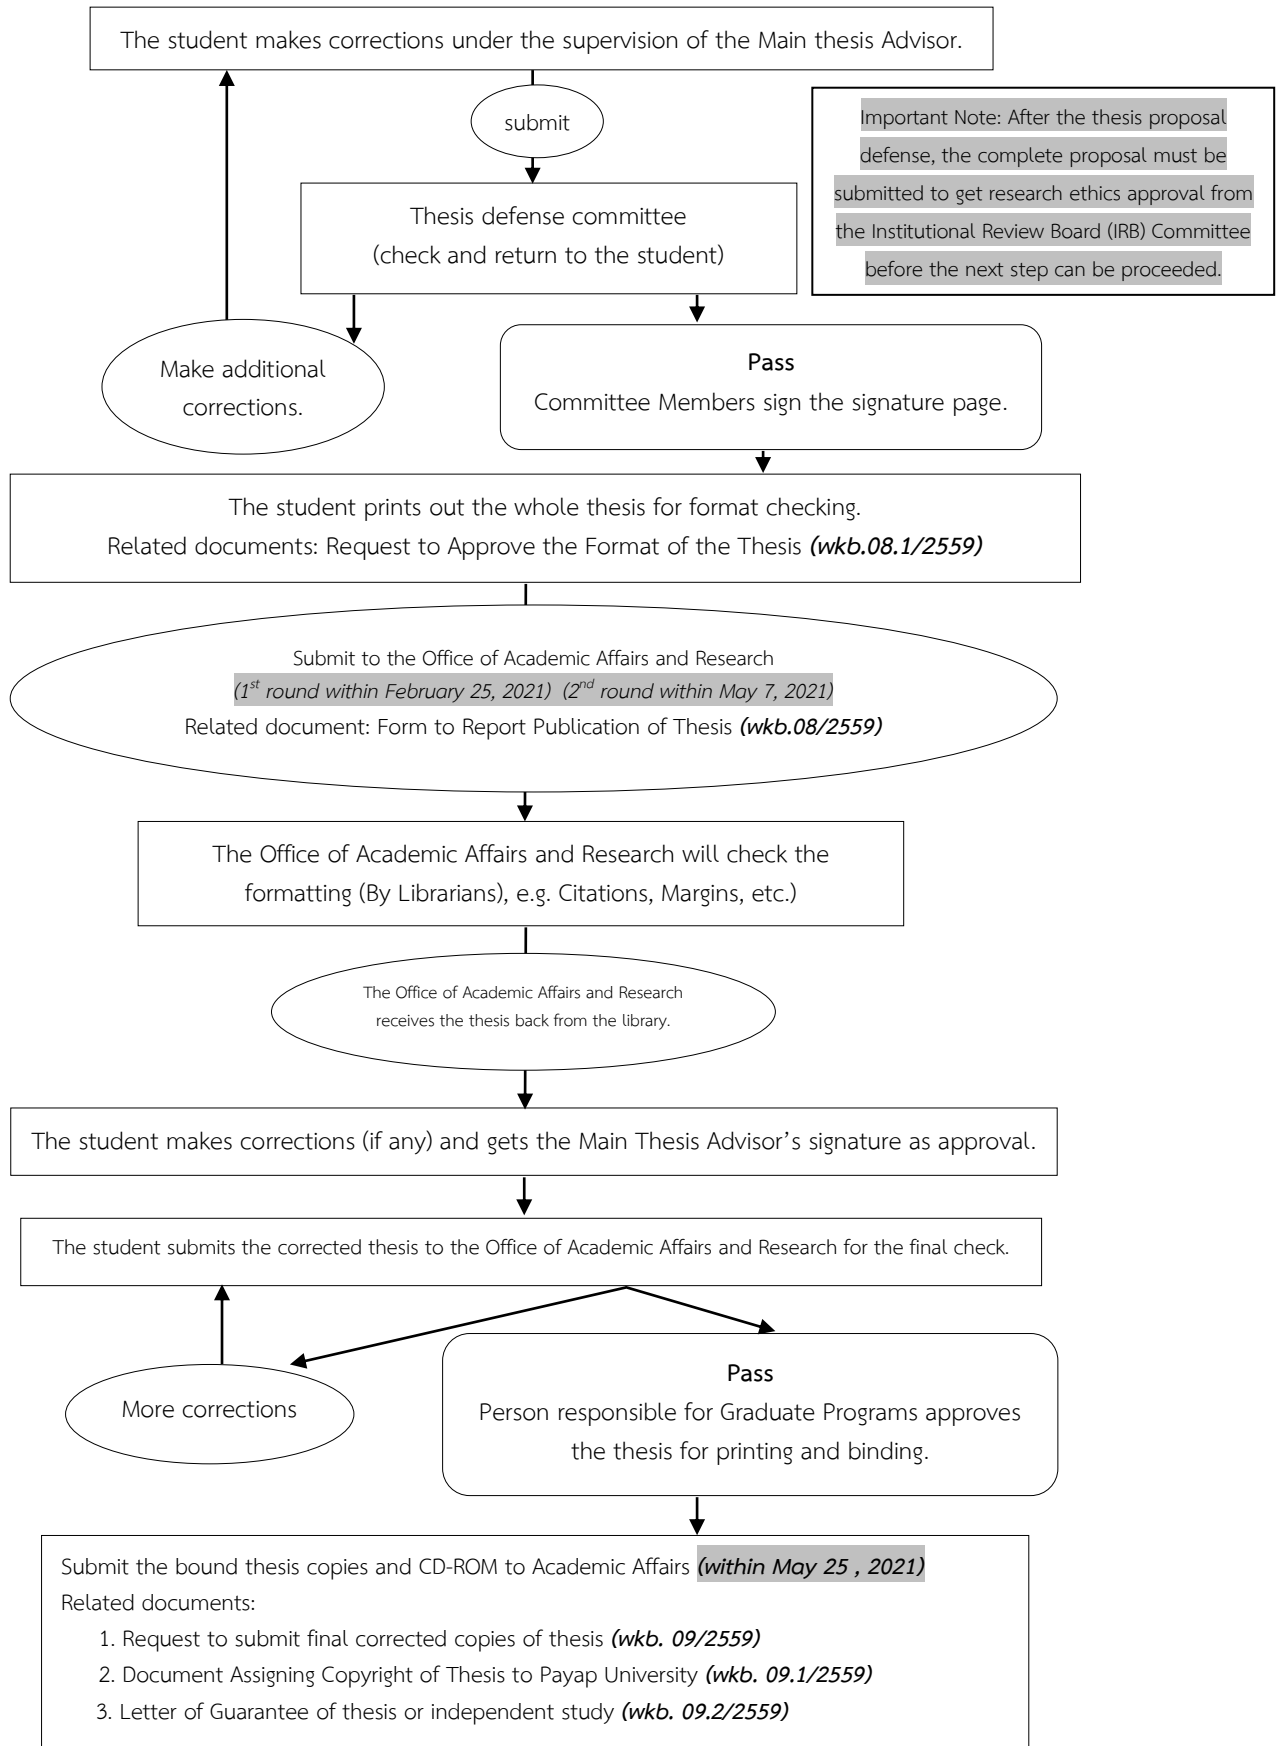 The student makes corrections under the supervision of the Main thesis Advisor.
submit
Important Note: After the thesis proposal
defense, the complete proposal must be
submitted to get research ethics approval from
the Institutional Review Board (IRB) Committee
before the next step can be proceeded.
Thesis defense committee
(check and return to the student)
Make additional
corrections.
Pass
Committee Members sign the signature page.
The student prints out the whole thesis for format checking.
Related documents: Request to Approve the Format of the Thesis (wkb.08.1/2559)
Submit to the Office of Academic Affairs and Research
(1st round within February 25, 2021) (2nd round within May 7, 2021)
Related document: Form to Report Publication of Thesis (wkb.08/2559)
The Office of Academic Affairs and Research will check the
formatting (By Librarians), e.g. Citations, Margins, etc.)
The Office of Academic Affairs and Research
receives the thesis back from the library.
The student makes corrections (if any) and gets the Main Thesis Advisor’s signature as approval.
The student submits the corrected thesis to the Office of Academic Affairs and Research for the final check.
More corrections
Pass
Person responsible for Graduate Programs approves
the thesis for printing and binding.
Submit the bound thesis copies and CD-ROM to Academic Affairs (within May 25 , 2021)
Related documents:
1. Request to submit final corrected copies of thesis (wkb. 09/2559)
2. Document Assigning Copyright of Thesis to Payap University (wkb. 09.1/2559)
3. Letter of Guarantee of thesis or independent study (wkb. 09.2/2559)